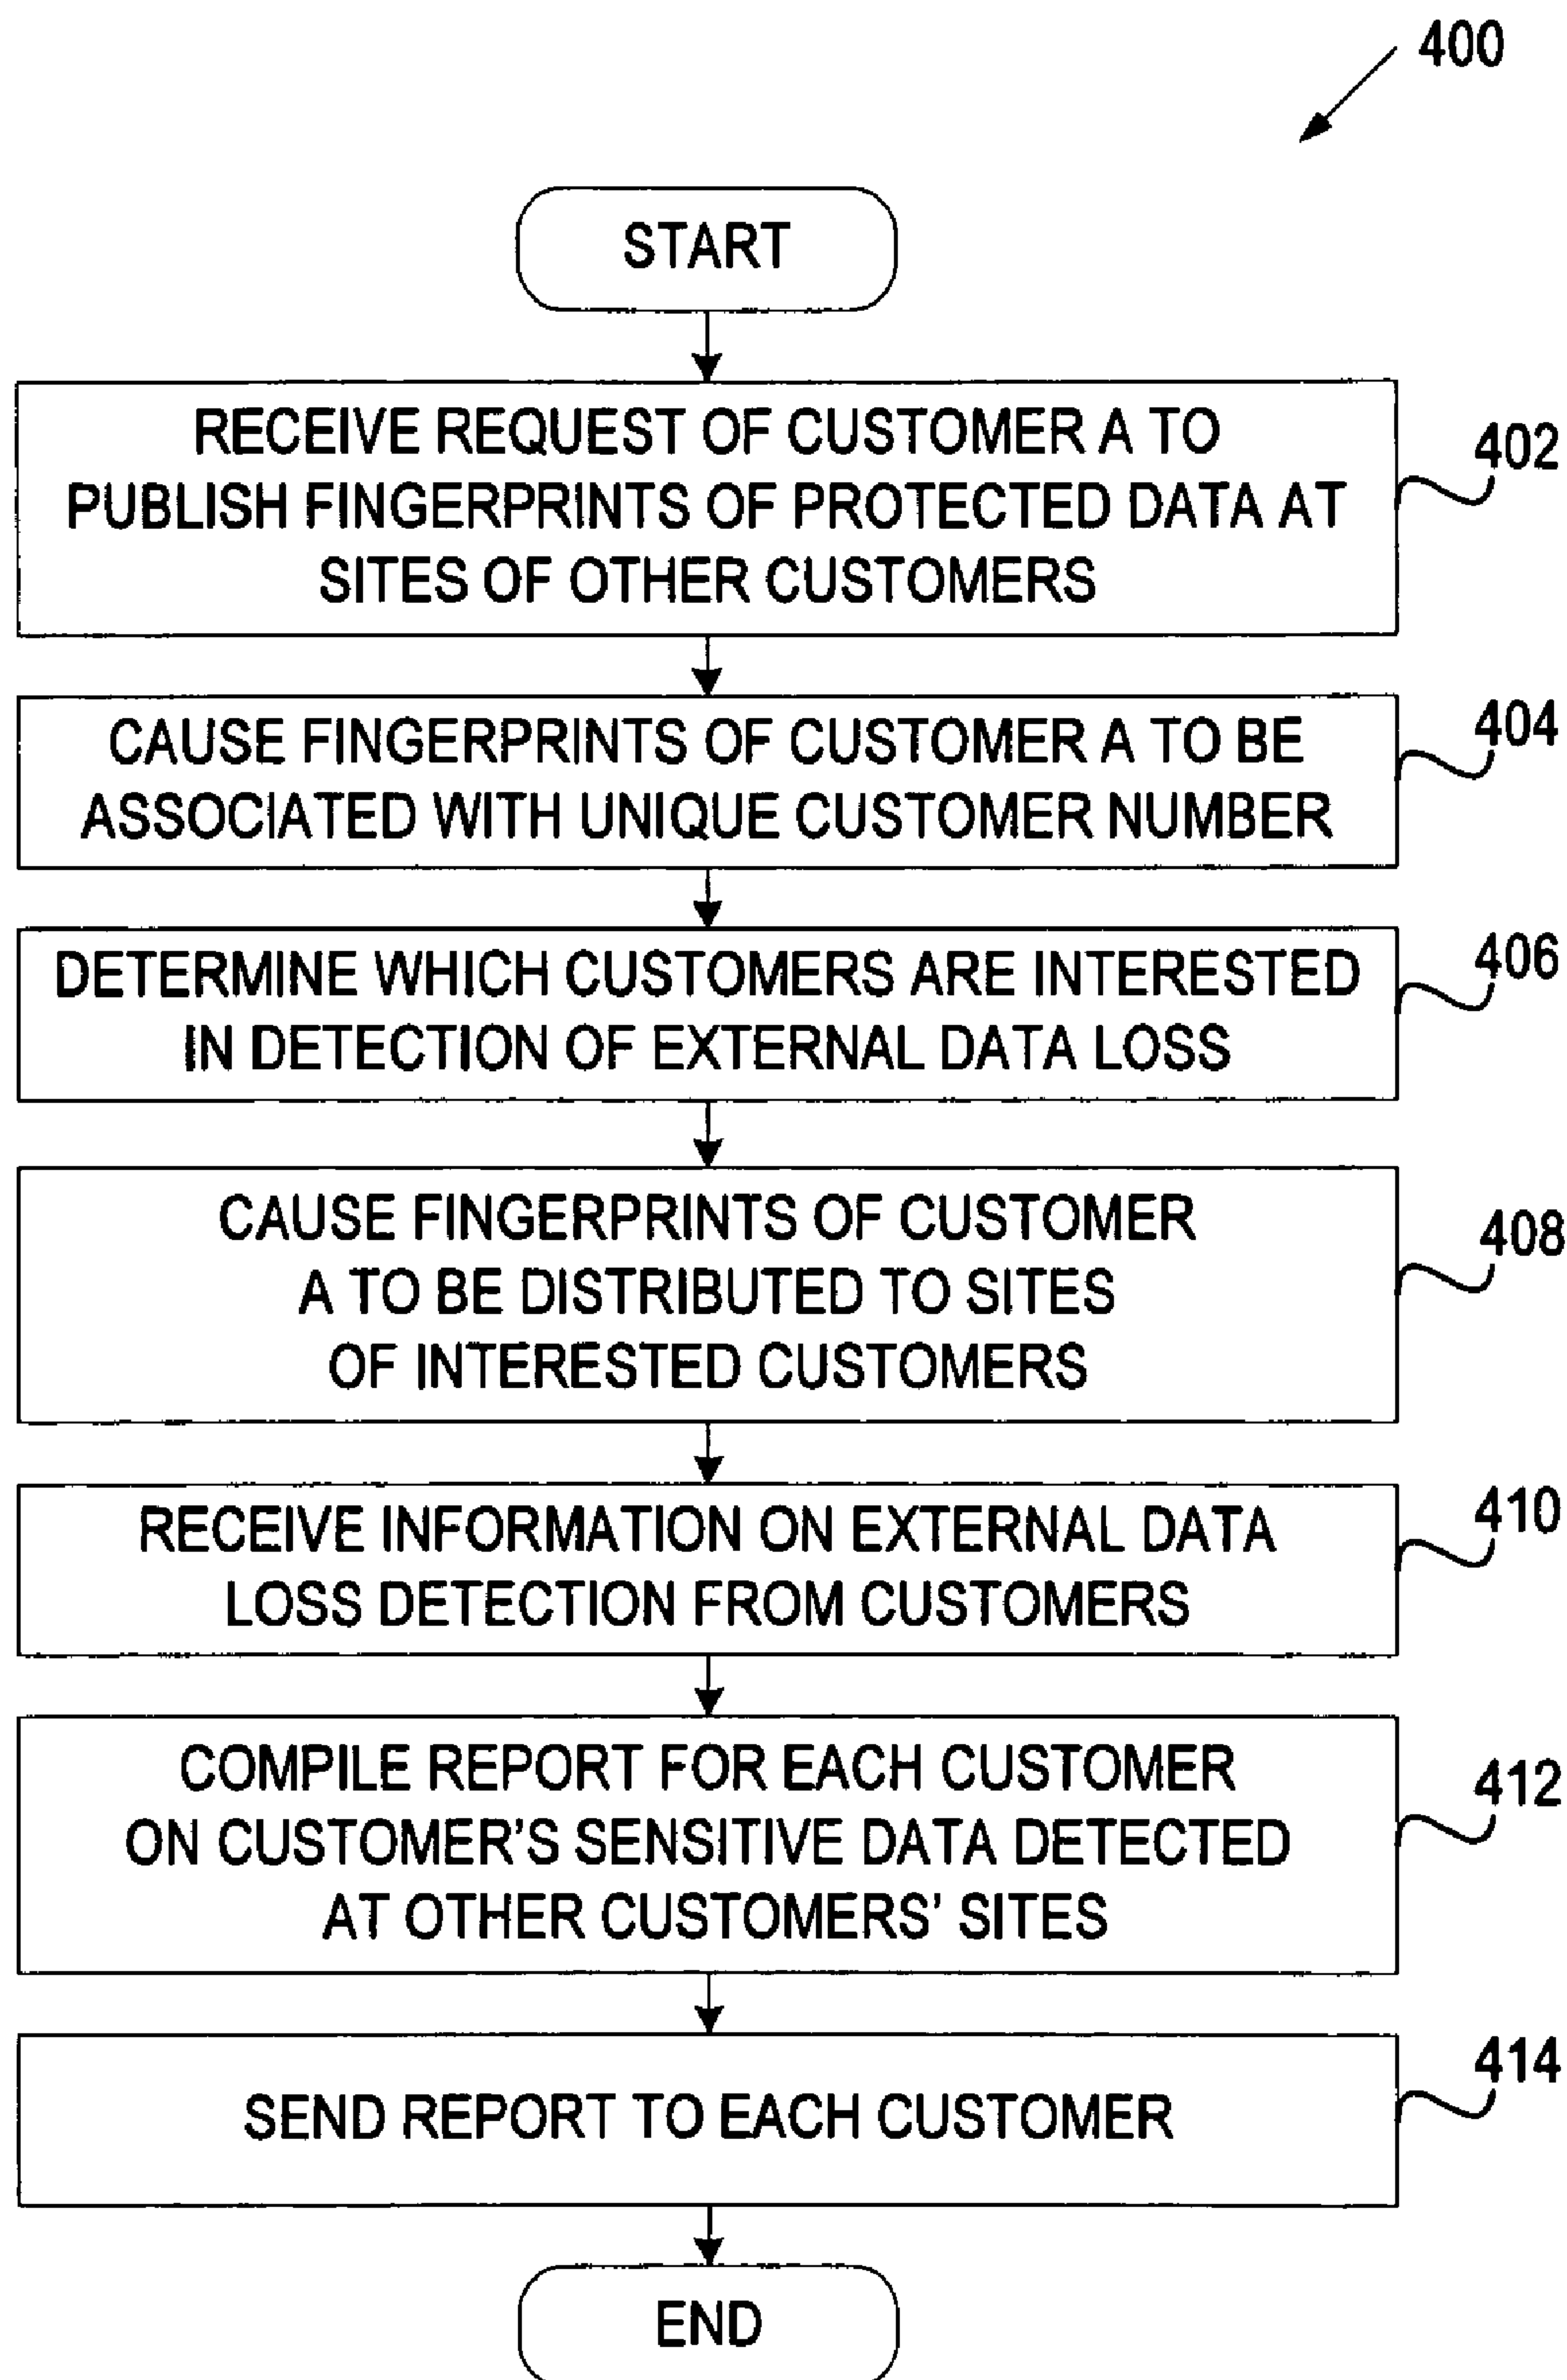 400
START
RECEIVE REQUEST OF CUSTOMER A TO
PUBLISH FINGERPRINTS OF PROTECTED DATA AT
SITES OF OTHER CUSTOMERS
402
CAUSE FINGERPRINTS OF CUSTOMER A TO BE
ASSOCIATED WITH UNIQUE CUSTOMER NUMBER
404
DETERMINE WHICH CUSTOMERS ARE INTERESTED
IN DETECTION OF EXTERNAL DATA LOSS
406
CAUSE FINGERPRINTS OF CUSTOMER
A TO BE DISTRIBUTED TO SITES
OF INTERESTED CUSTOMERS
408
RECEIVE INFORMATION ON EXTERNAL DATA
LOSS DETECTION FROM CUSTOMERS
410
COMPILE REPORT FOR EACH CUSTOMER
ON CUSTOMER'S SENSITIVE DATA DETECTED
AT OTHER CUSTOMERS' SITES
412
SEND REPORT TO EACH CUSTOMER
414
END